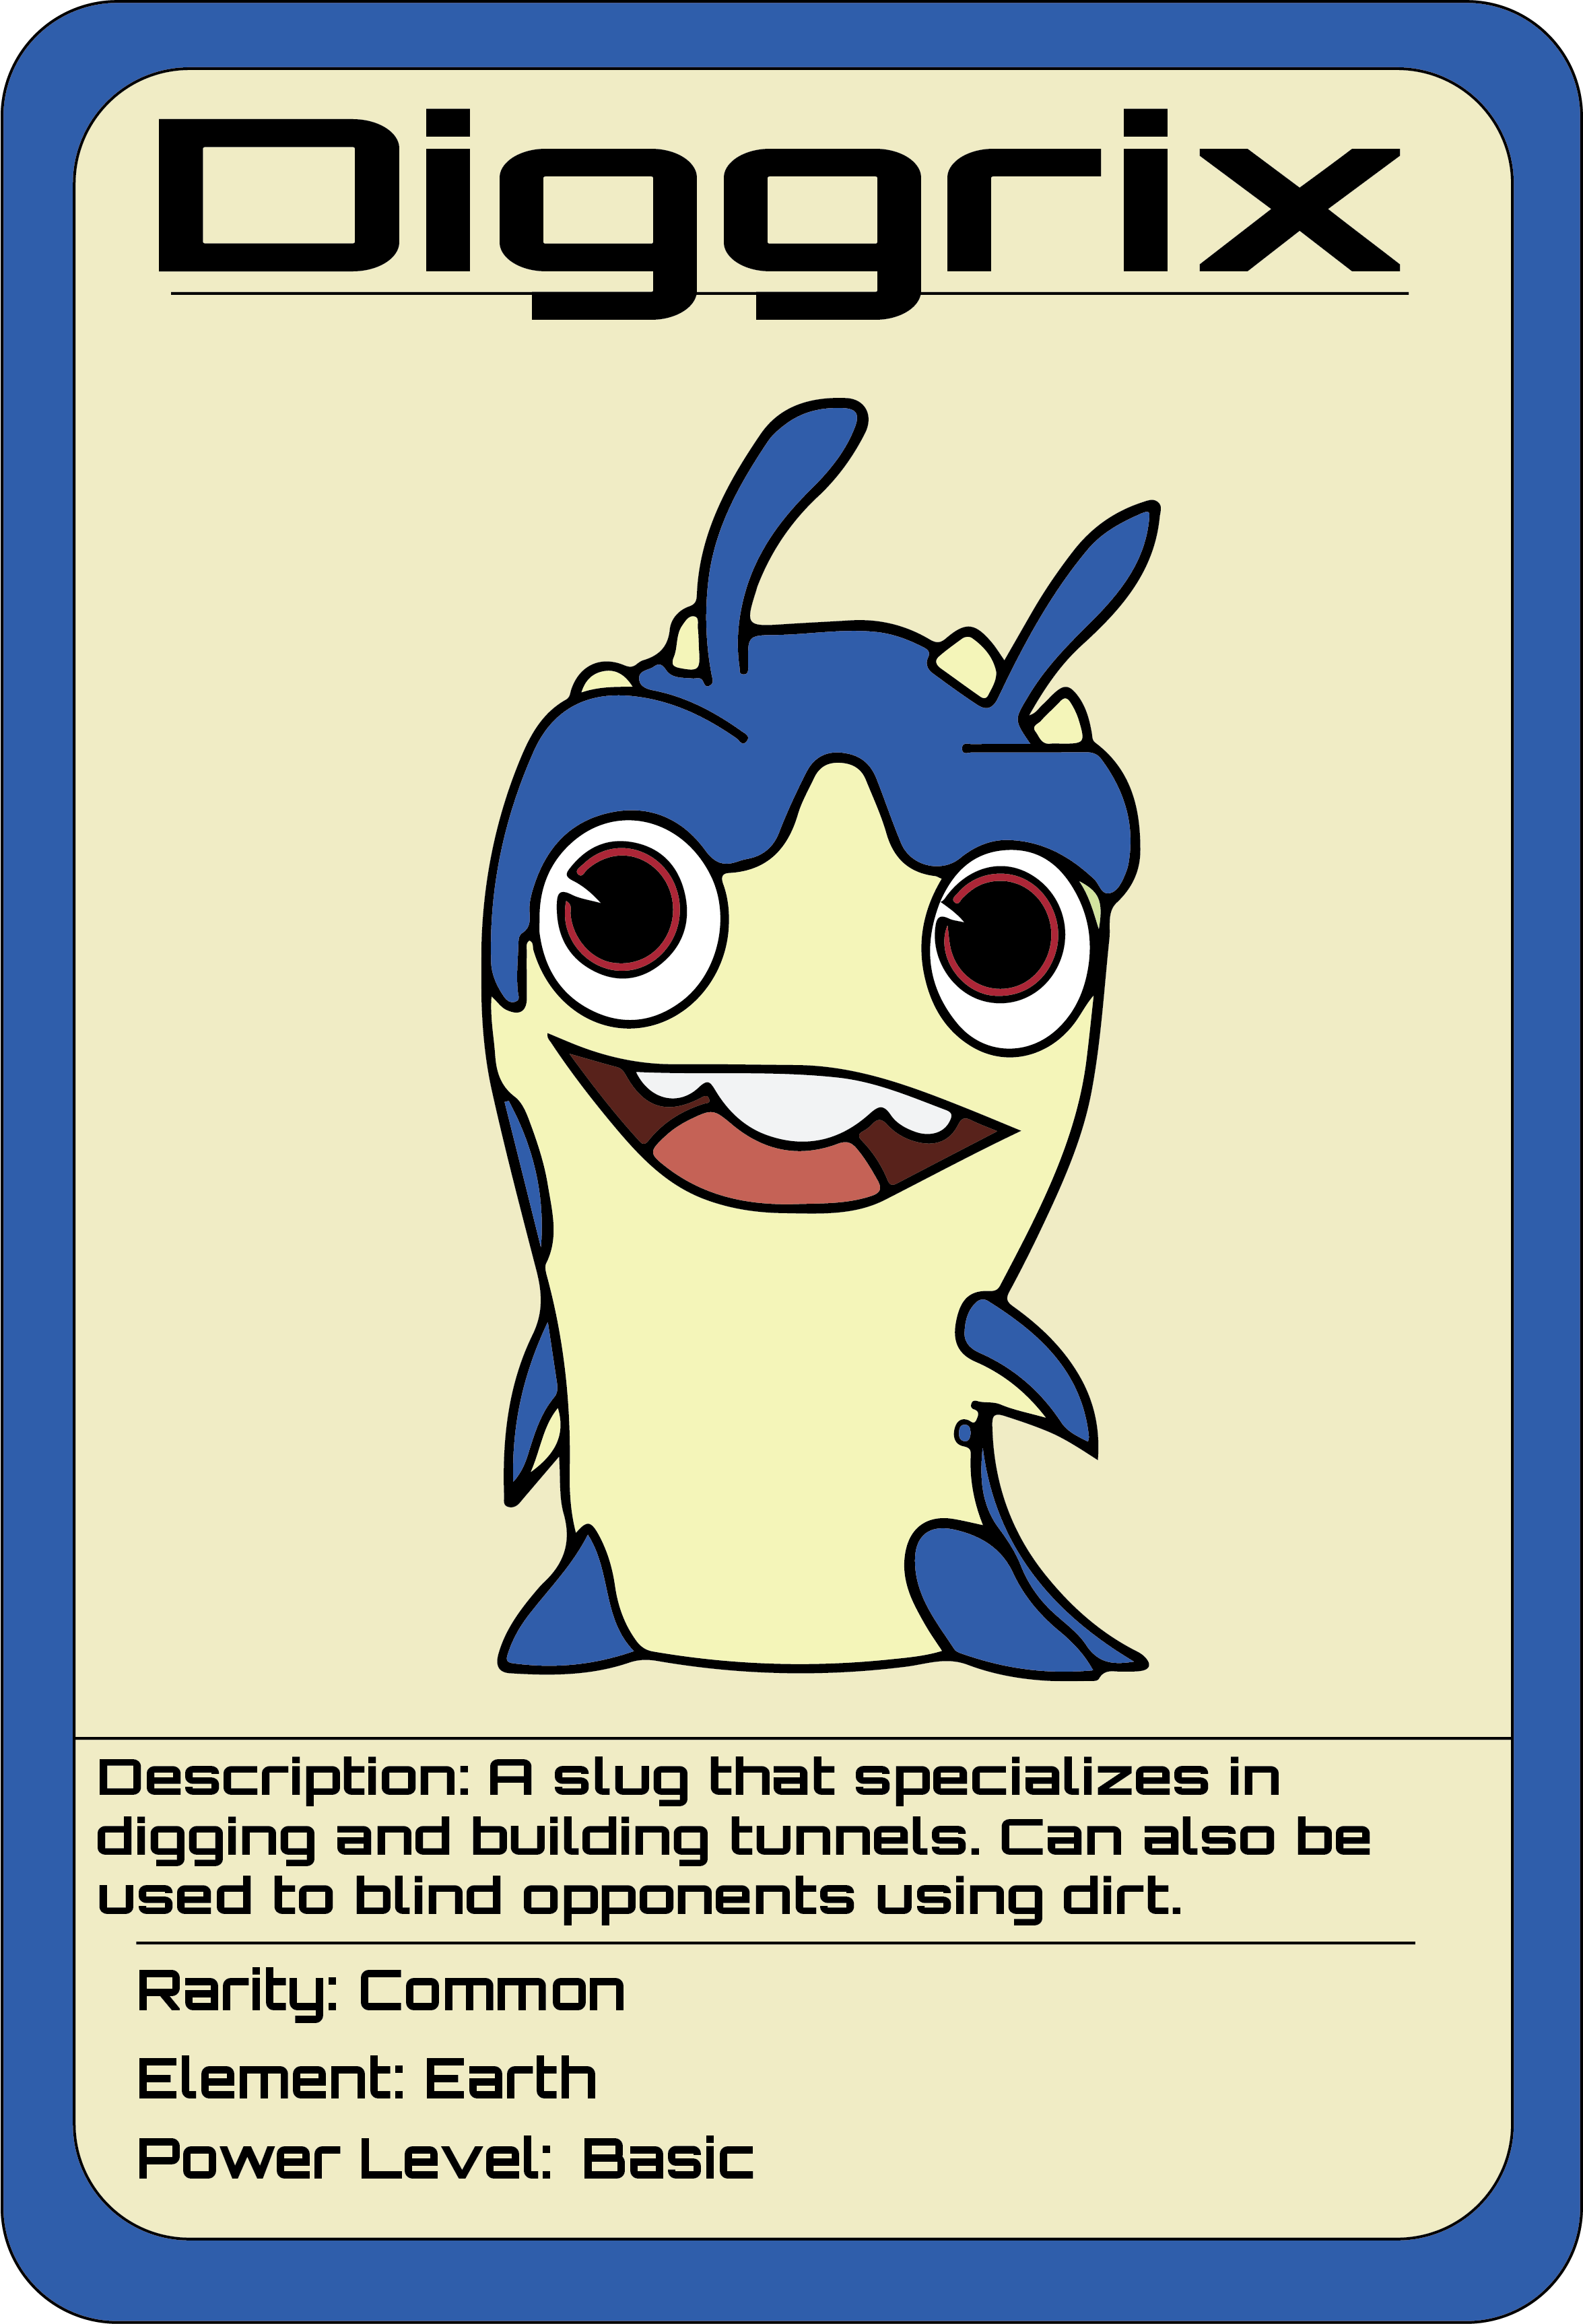 Diggrix
Description: A slug that specializes in
digging and building tunnels. Can also be
used to blind opponents using dirt.
Rarity: Common
Element: Earth
Power Level: Basic